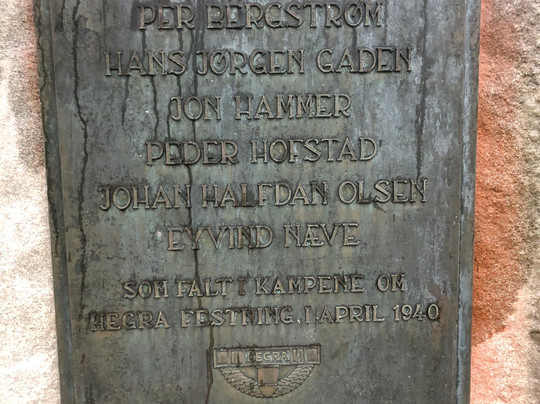 PER BERGSTRØM
HANS JØRGEN GADEN
JON HAMMER
PEDER HOFSTAD
JOHAN HALFDAN OLSEN
EYVIND NÆVE
SOM FALT I KAMPENE OM
HEGRA FESTNING, I APRIL 1940
HEGRA